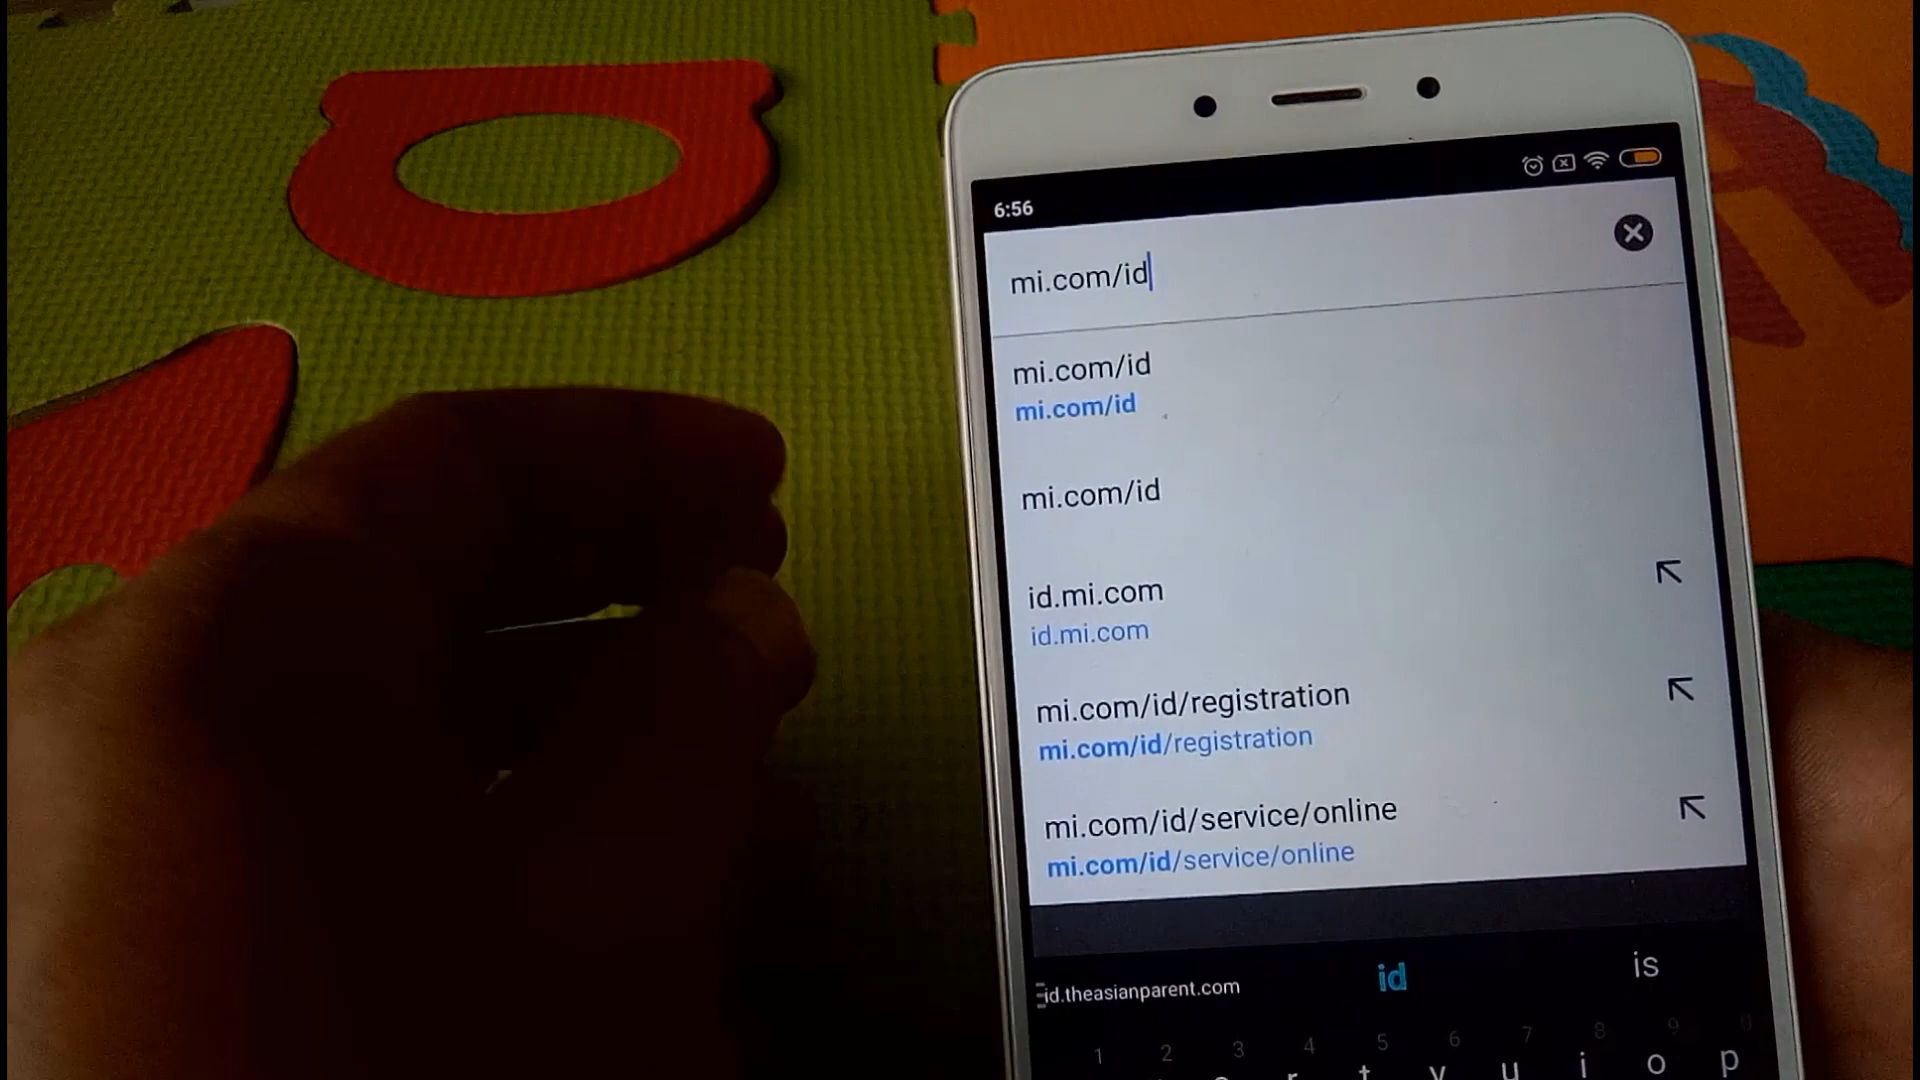 6:56
mi.com/id
mi.com/id
mi.com/id
mi.com/id
id.mi.com
id.mi.com
mi.com/id/registration
mi.com/id/registration
mi.com/id/service/online
mi.com/id/service/online
id.theasianparent.com id is
1 2 3 4 5 6 7 8 9 0
r t y u i o p